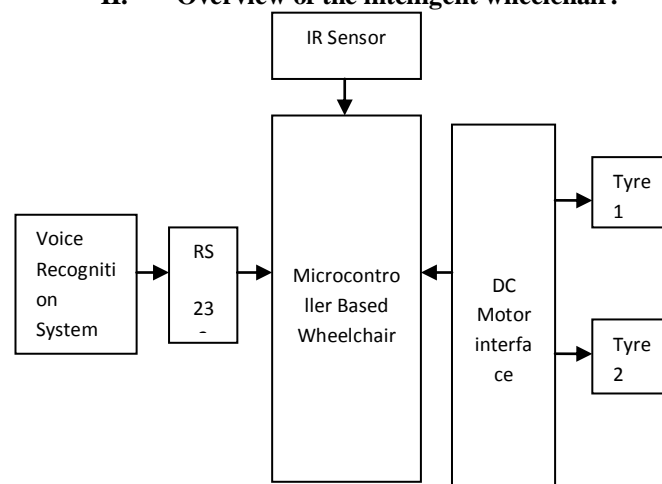 II. Overview of the intelligent wheelchair:
IR Sensor
Voice
Recogniti
on
System
RS
23
Microcontro
ller Based
Wheelchair
DC
Motor
interfa
ce
Tyre
1
Tyre
2